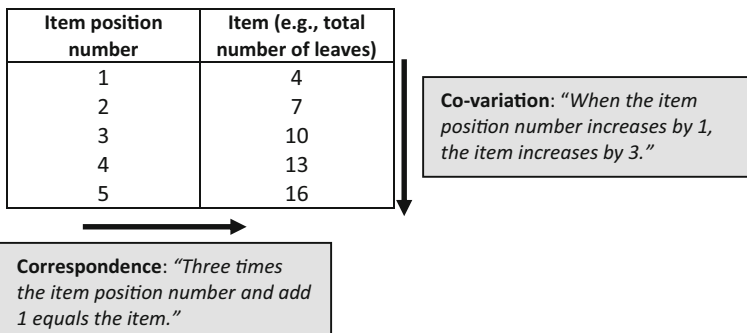 Item position number
Item (e.g., total number of leaves)
1 4
2 7
3 10
4 13
5 16
Co-variation: “When the item
position number increases by 1,
the item increases by 3.”
Correspondence: “Three times
the item position number and add
1 equals the item.”